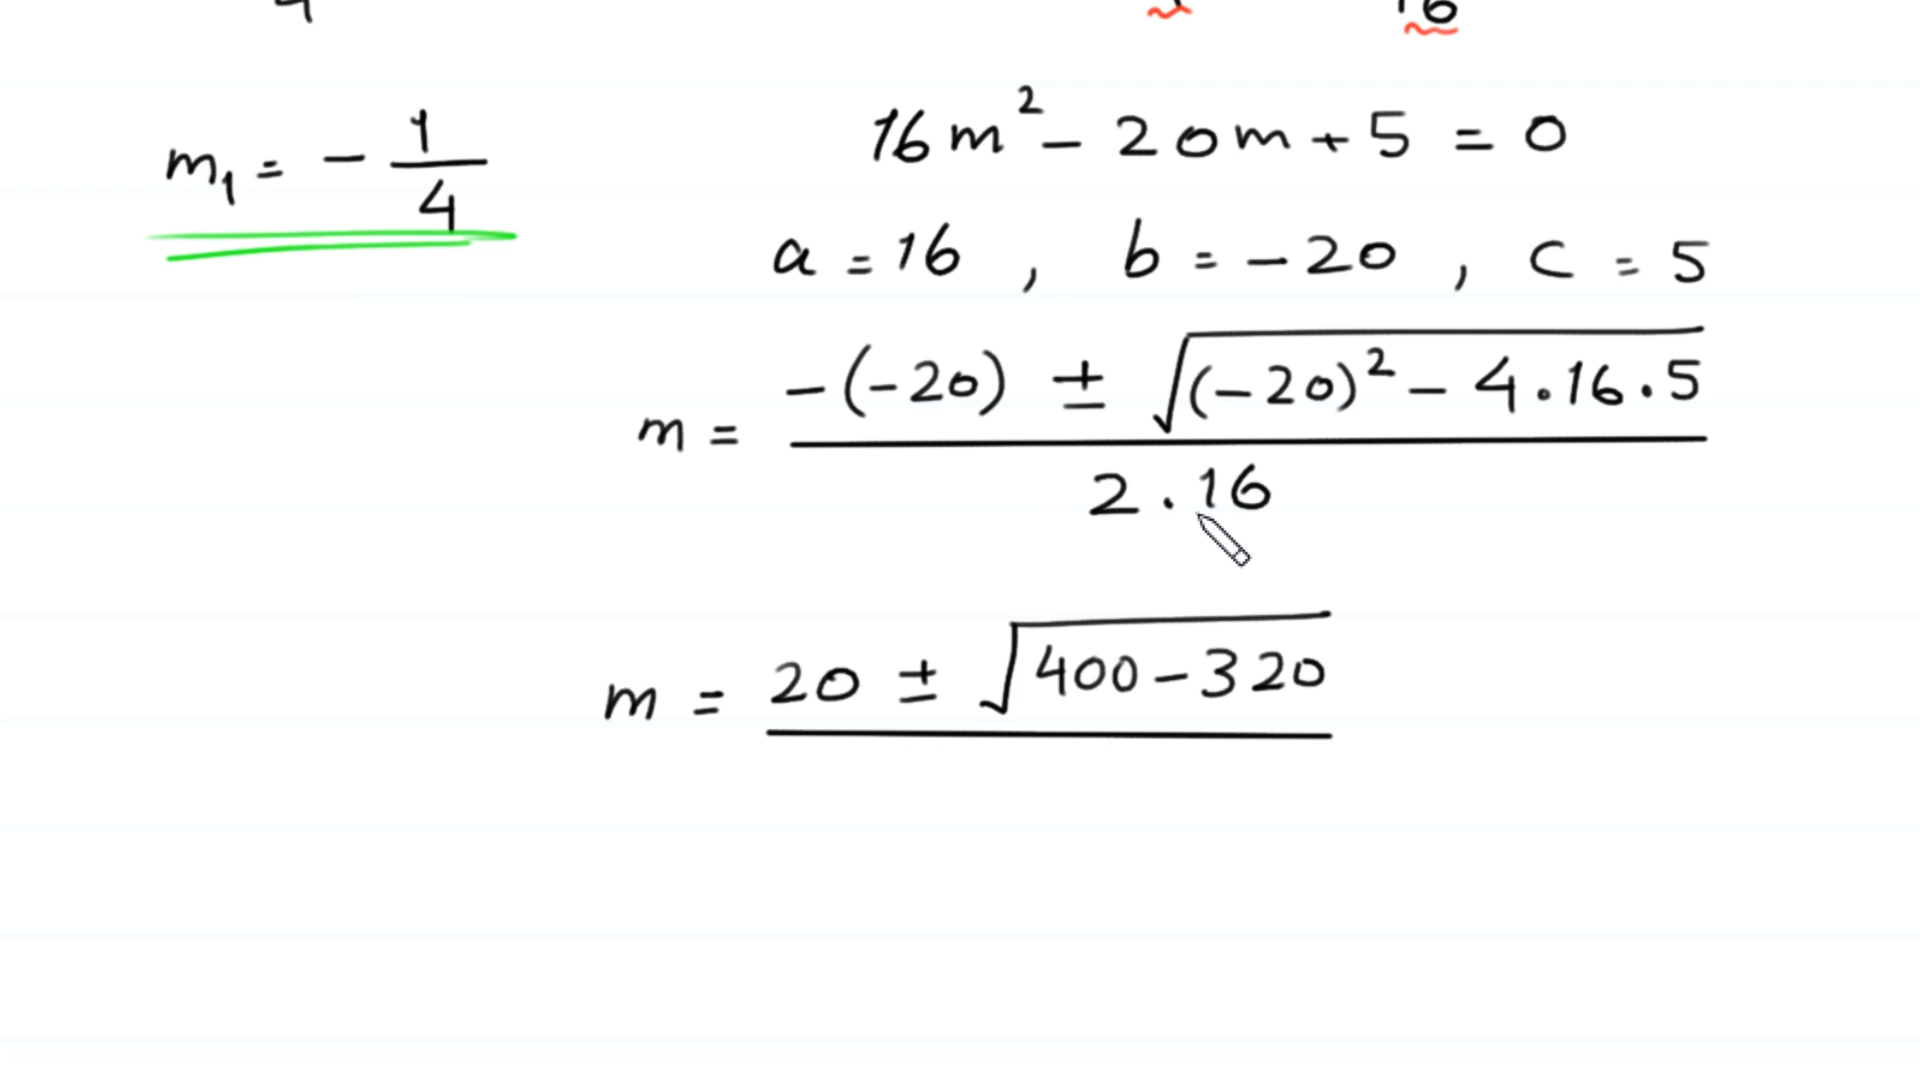 16
m₁ = - 1/4
16m² - 20m + 5 = 0
a = 16 , b = -20 , c = 5
m = (-(-20) ± √((-20)² - 4.16.5))/(2.16)
m = 20 ± √(400-320)